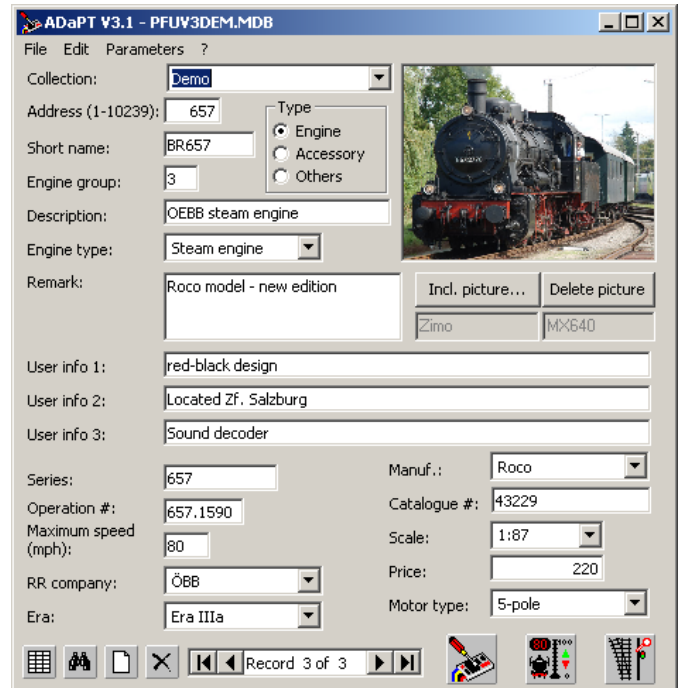 ADaPT V3.1 - PFUV3DEM.MDB
File Edit Parameters ?
Collection: Demo
Address (1-10239): 657
Type
Engine
Accessory
Others
Short name: BR657
Engine group: 3
Description: OEBB steam engine
Engine type: Steam engine
Remark: Roco model - new edition
Incl. picture... Delete picture
Zimo MX640
User info 1: red-black design
User info 2: Located Zf. Salzburg
User info 3: Sound decoder
Series: 657
Manuf.: Roco
Operation #: 657.1590
Catalogue #: 43229
Maximum speed
(mph): 80
Scale: 1:87
Price: 220
RR company: ÖBB
Motor type: 5-pole
Era: Era IIIa
Record 3 of 3
80